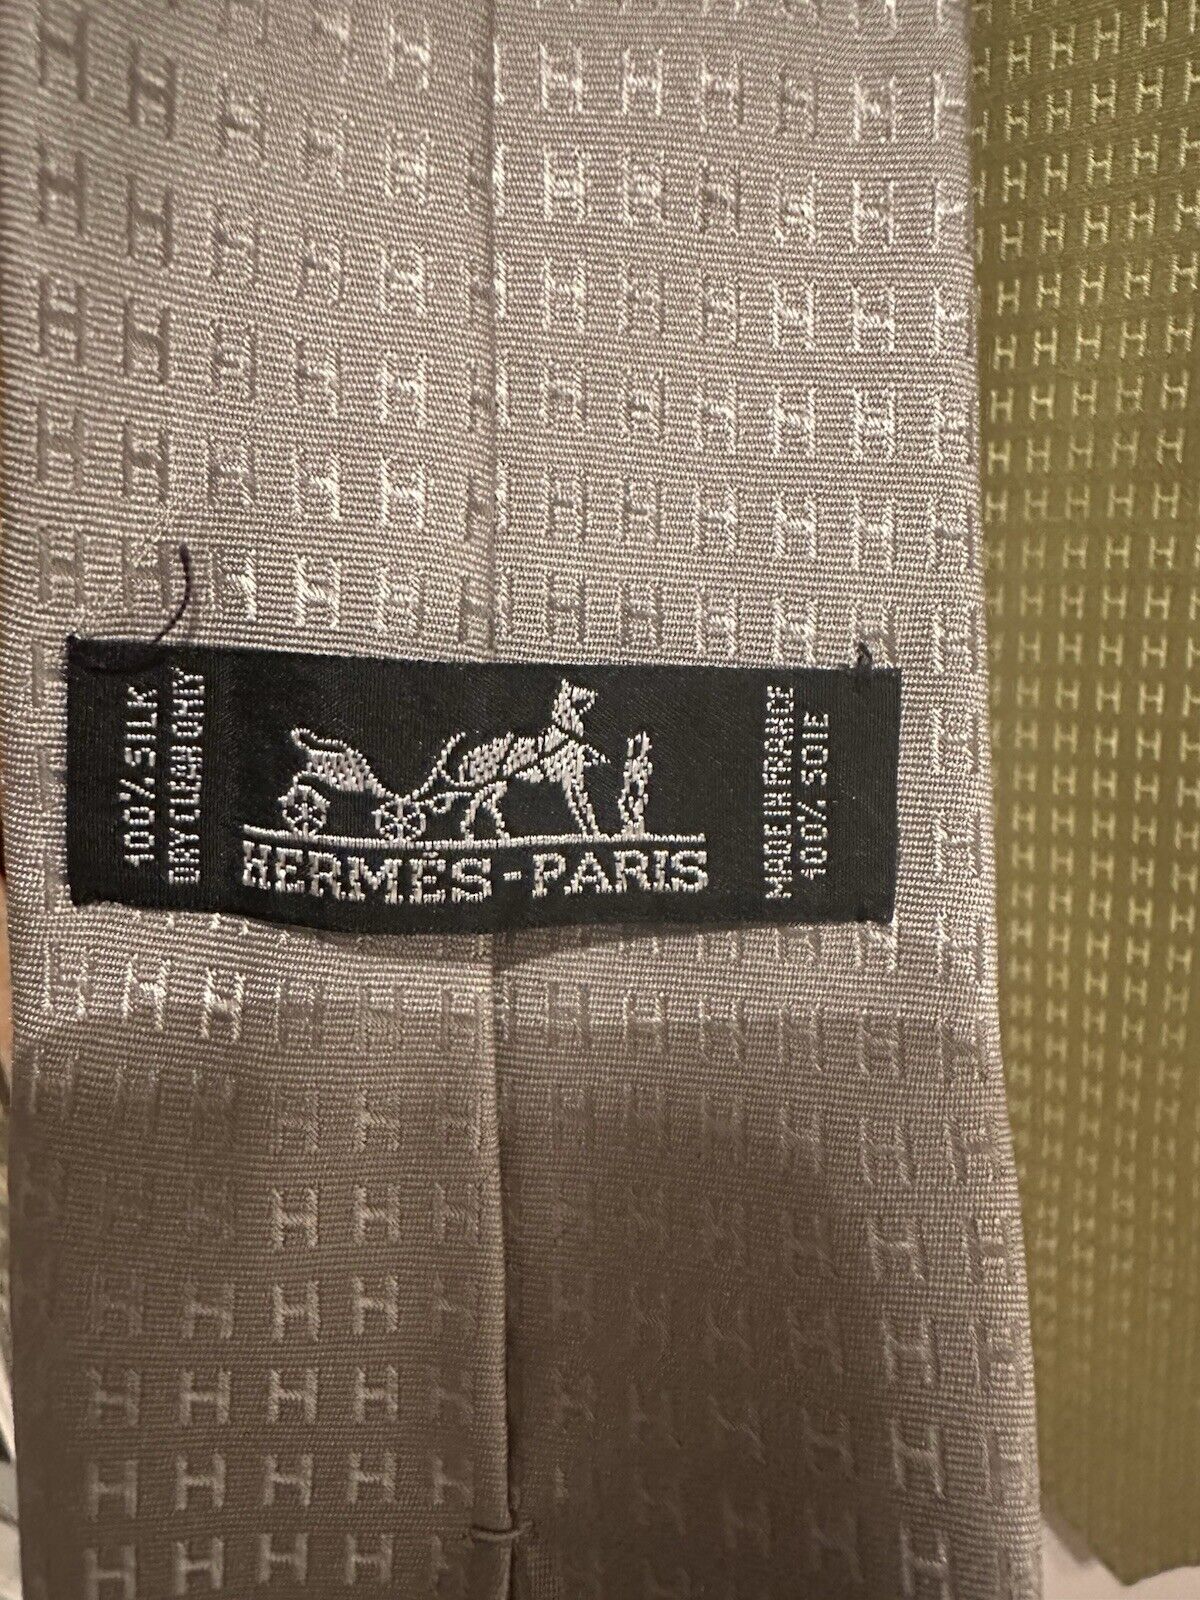 100% SILK
DRY CLEAN ONLY
HERMÈS-PARIS
MADE IN FRANCE
100% SOIE